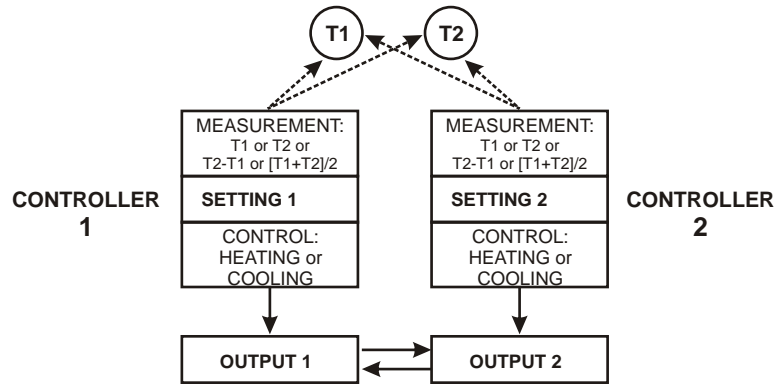 T1
T2
MEASUREMENT:
T1 or T2 or
T2-T1 or [T1+T2]/2
SETTING 1
CONTROL:
HEATING or
COOLING
OUTPUT 1
CONTROLLER
1
MEASUREMENT:
T1 or T2 or
T2-T1 or [T1+T2]/2
SETTING 2
CONTROL:
HEATING or
COOLING
OUTPUT 2
CONTROLLER
2